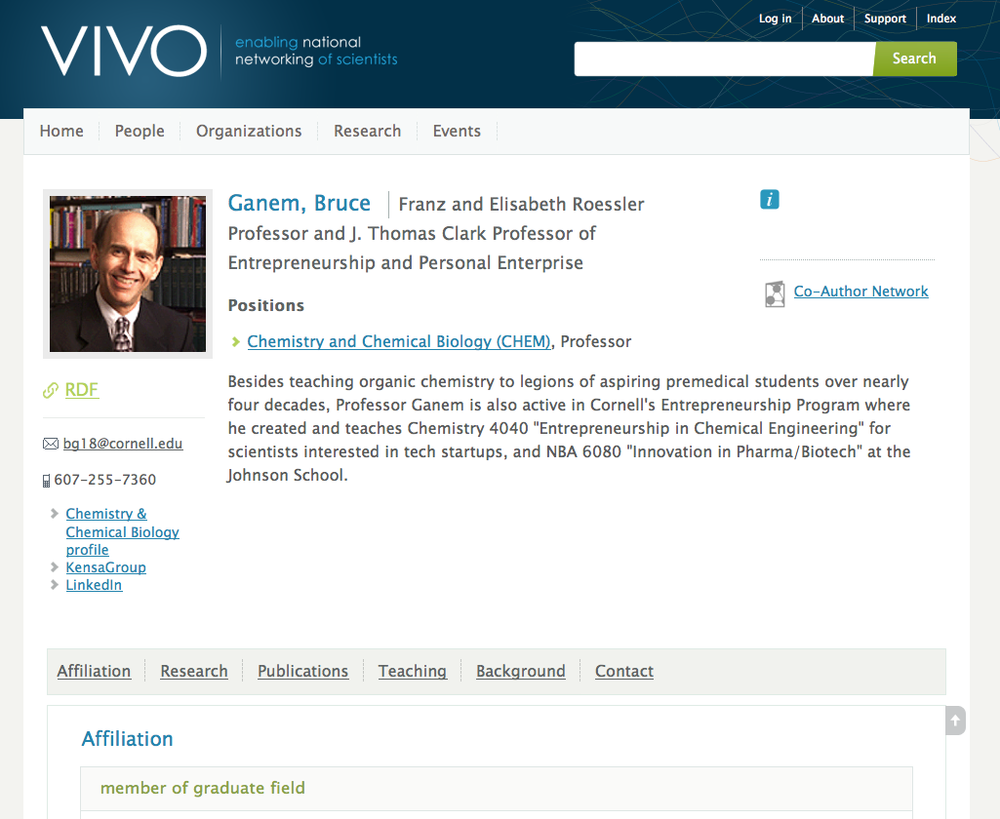 VIVO
enabling national
networking of scientists
Log in
About
Support
Index
Search
Home
People
Organizations
Research
Events
Ganem, Bruce
Franz and Elisabeth Roessler
Professor and J. Thomas Clark Professor of
Entrepreneurship and Personal Enterprise
i
Co-Author Network
Positions
Chemistry and Chemical Biology (CHEM), Professor
Besides teaching organic chemistry to legions of aspiring premedical students over nearly
four decades, Professor Ganem is also active in Cornell's Entrepreneurship Program where
he created and teaches Chemistry 4040 "Entrepreneurship in Chemical Engineering" for
scientists interested in tech startups, and NBA 6080 "Innovation in Pharma/Biotech" at the
Johnson School.
RDF
bg18@cornell.edu
607-255-7360
Chemistry &
Chemical Biology
profile
KensaGroup
LinkedIn
Affiliation
Research
Publications
Teaching
Background
Contact
Affiliation
member of graduate field